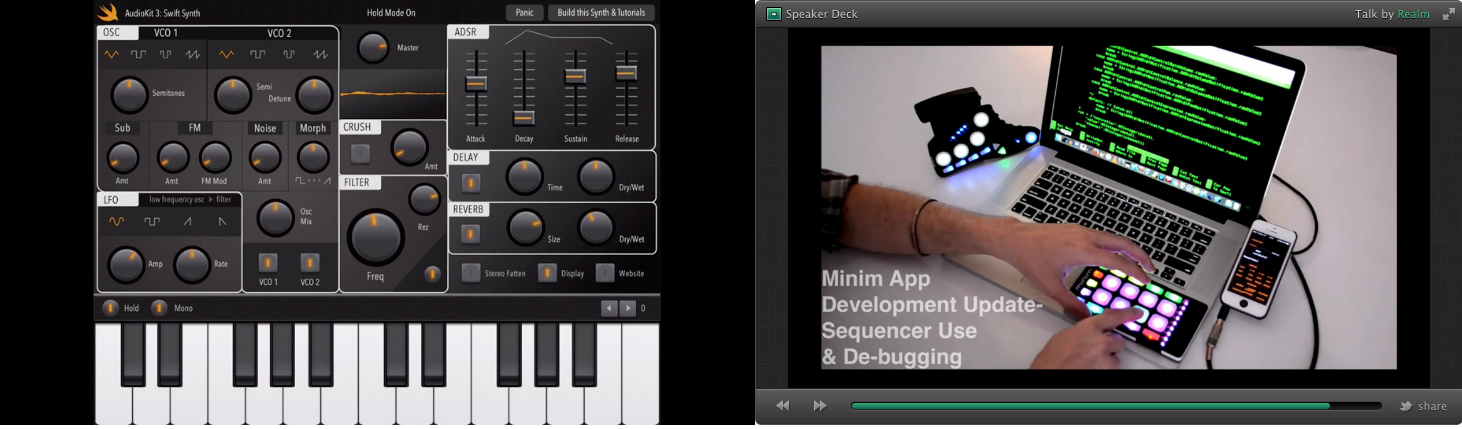 AudioKit 3: Swift Synth
Hold Mode On
Panic
Build this Synth & Tutorials
OSC
VCO 1
VCO 2
Semitones
Semi
Detune
Sub
FM
Noise
Morph
Amt
Amt
FM Mod
Amt
LFO
low frequency osc ▸ filter
Amp
Rate
Osc
Mix
VCO 1
VCO 2
Master
CRUSH
Amt
FILTER
Rez
Freq
ADSR
Attack
Decay
Sustain
Release
DELAY
Time
Dry/Wet
REVERB
Size
Dry/Wet
Stereo Fatten
Display
Website
Hold
Mono
0
Speaker Deck
Talk by Realm
Minim App
Development Update-
Sequencer Use
& De-bugging
share